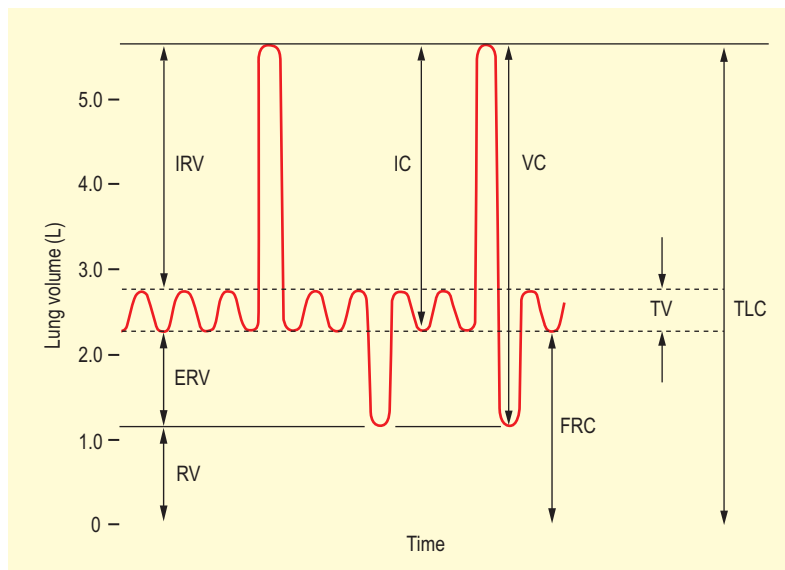 5.0
IRV
IC
VC
4.0
3.0
Lung volume (L)
TV
TLC
2.0
ERV
1.0
FRC
RV
0
Time